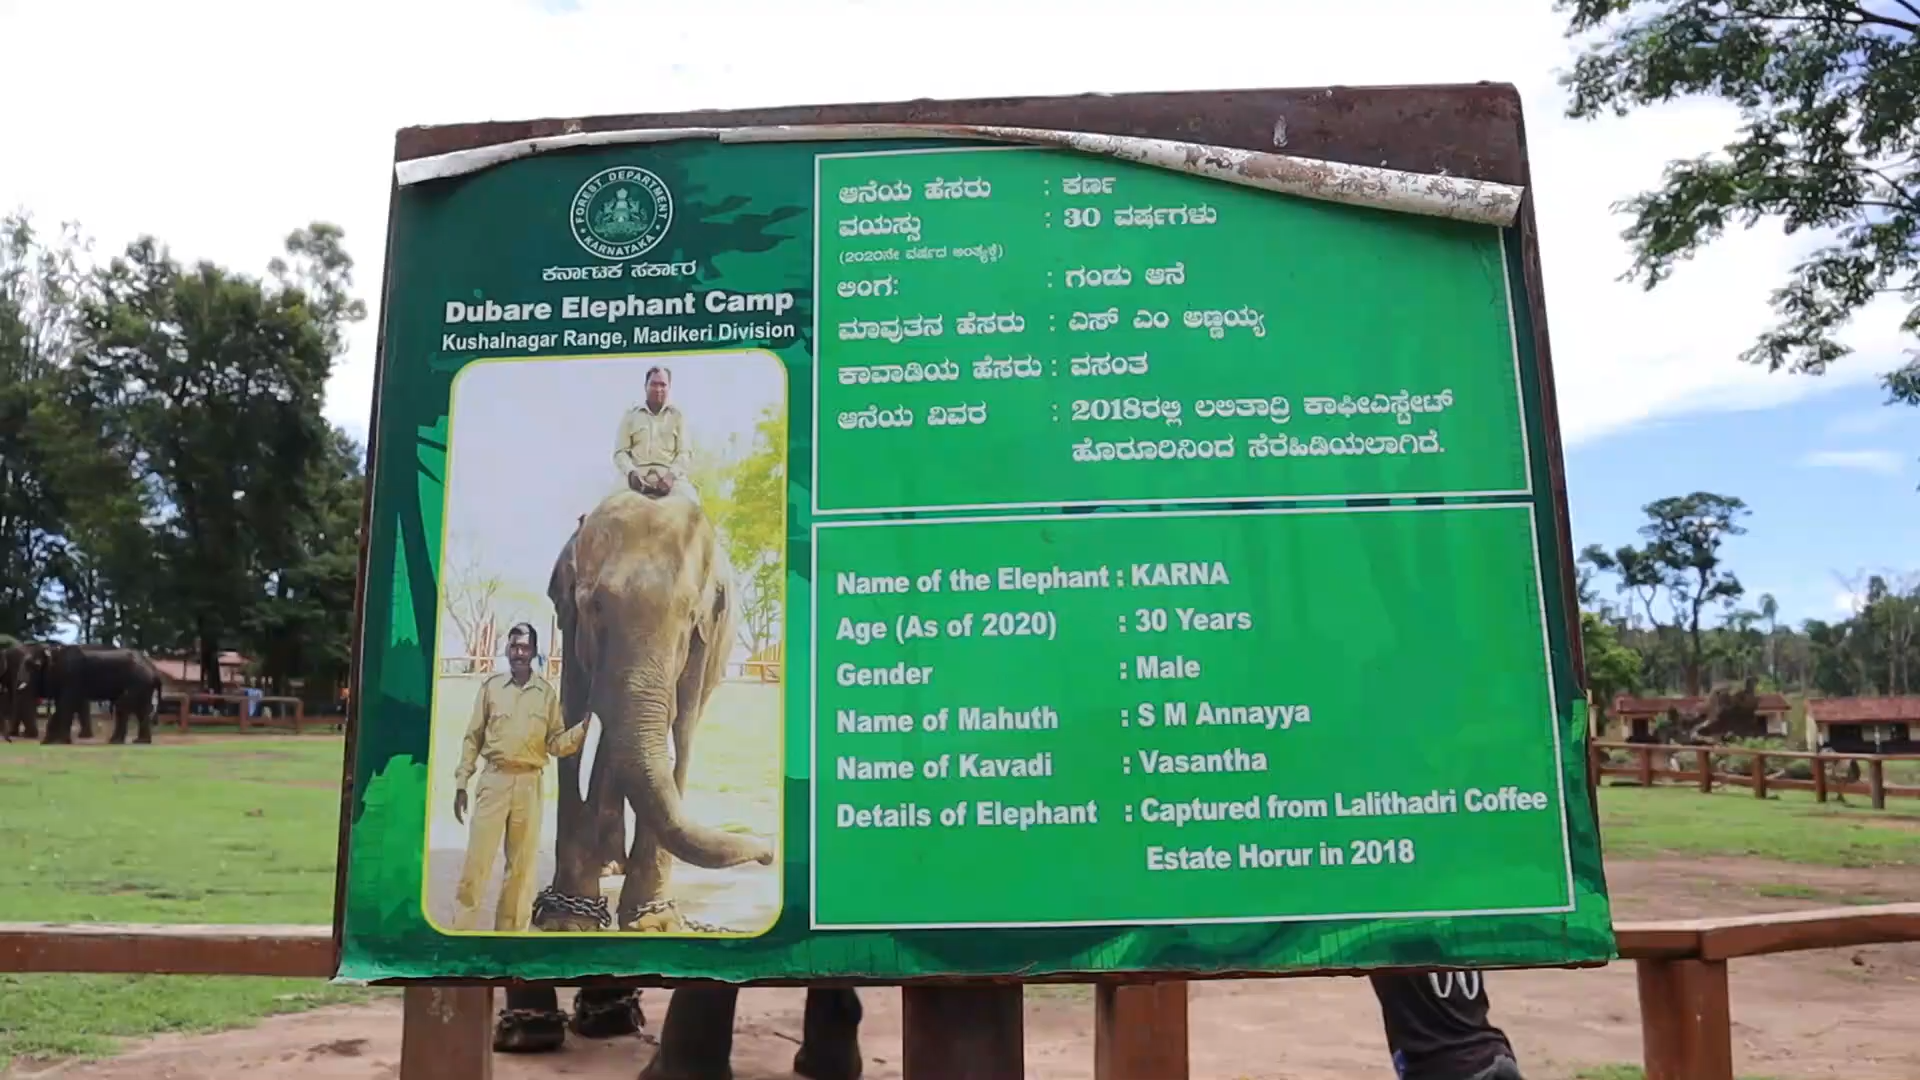 FOREST DEPARTMENT
KARNATAKA
ಕರ್ನಾಟಕ ಸರ್ಕಾರ
Dubare Elephant Camp
Kushalnagar Range, Madikeri Division
ಆನೆಯ ಹೆಸರು : ಕರ್ಣ
ವಯಸ್ಸು : 30 ವರ್ಷಗಳು
(2020ನೇ ವರ್ಷದ ಅಂತ್ಯಕ್ಕೆ)
ಲಿಂಗ: : ಗಂಡು ಆನೆ
ಮಾವುತನ ಹೆಸರು : ಎಸ್ ಎಂ ಅಣ್ಣಯ್ಯ
ಕಾವಾಡಿಯ ಹೆಸರು : ವಸಂತ
ಆನೆಯ ವಿವರ : 2018ರಲ್ಲಿ ಲಲಿತಾದ್ರಿ ಕಾಫೀಎಸ್ಟೇಟ್
ಹೊರೂರಿನಿಂದ ಸೆರೆಹಿಡಿಯಲಾಗಿದೆ.
Name of the Elephant : KARNA
Age (As of 2020) : 30 Years
Gender : Male
Name of Mahuth : S M Annayya
Name of Kavadi : Vasantha
Details of Elephant : Captured from Lalithadri Coffee
Estate Horur in 2018